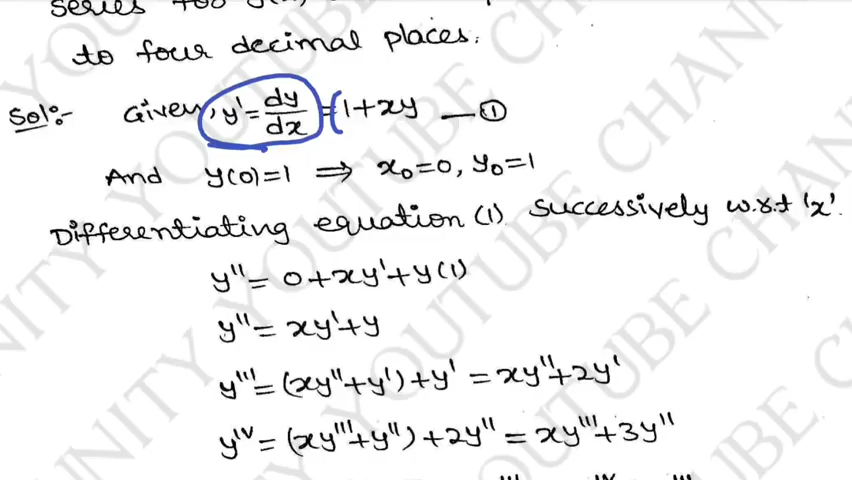 to four decimal places.
Sol:- Given, y' = dy/dx = 1+xy —①
And y(0)=1 ⇒ x₀=0, y₀=1
Differentiating equation (1) successively w.r.t 'x'.
y'' = 0+xy'+y(1)
y'' = xy'+y
y''' = (xy''+y')+y' = xy''+2y'
y'ᵛ = (xy'''+y'')+2y'' = xy'''+3y''